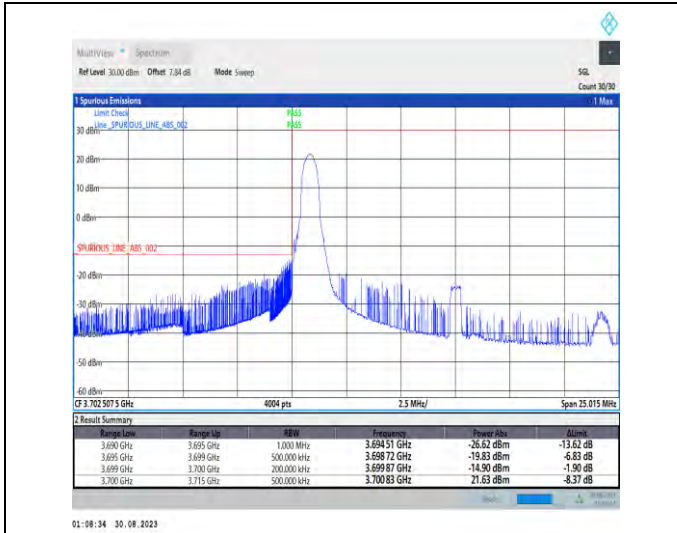 MultiView Spectrum
Ref Level 30.00 dBm Offset 7.84 dB Mode Sweep SGL
Count 30/30
1 Spurious Emissions 1 Max
Limit Check PASS
Line _SPURIOUS_LINE_ABS_002 PASS
30 dBm
20 dBm
10 dBm
0 dBm
_SPURIOUS_LINE_ABS_002
-20 dBm
-30 dBm
-40 dBm
-50 dBm
-60 dBm
CF 3.702 507 5 GHz 4004 pts 2.5 MHz/ Span 25.015 MHz
2 Result Summary
Range Low Range Up RBW Frequency Power Abs ΔLimit
3.690 GHz 3.695 GHz 1.000 MHz 3.694 51 GHz -26.62 dBm -13.62 dB
3.695 GHz 3.699 GHz 500.000 kHz 3.698 72 GHz -19.83 dBm -6.83 dB
3.699 GHz 3.700 GHz 200.000 kHz 3.699 87 GHz -14.90 dBm -1.90 dB
3.700 GHz 3.715 GHz 500.000 kHz 3.700 83 GHz 21.63 dBm -8.37 dB
01:08:34 30.08.2023